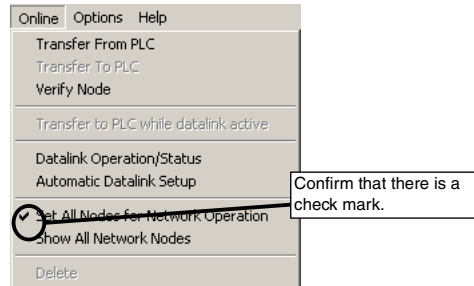 Online Options Help
Transfer From PLC
Transfer To PLC
Verify Node
Transfer to PLC while datalink active
Datalink Operation/Status
Automatic Datalink Setup
Set All Nodes for Network Operation
Show All Network Nodes
Delete
Confirm that there is a
check mark.